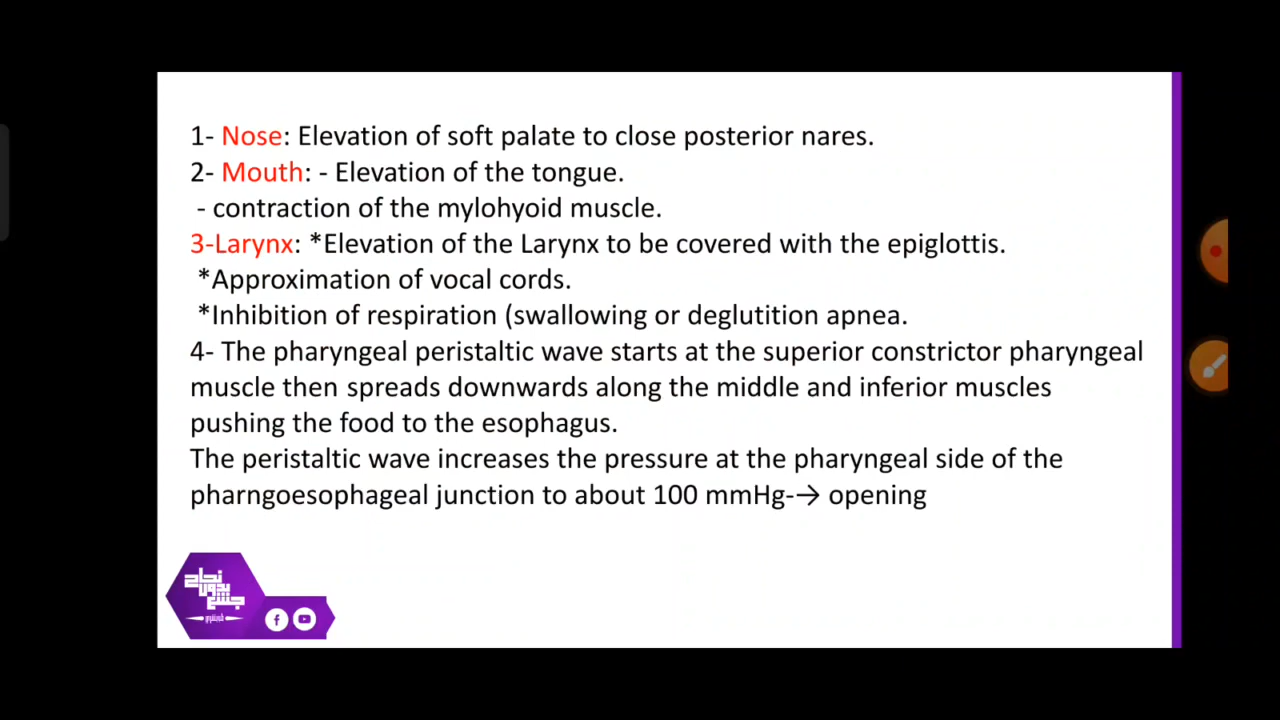 1- Nose: Elevation of soft palate to close posterior nares.
2- Mouth: - Elevation of the tongue.
- contraction of the mylohyoid muscle.
3-Larynx: *Elevation of the Larynx to be covered with the epiglottis.
*Approximation of vocal cords.
*Inhibition of respiration (swallowing or deglutition apnea.
4- The pharyngeal peristaltic wave starts at the superior constrictor pharyngeal
muscle then spreads downwards along the middle and inferior muscles
pushing the food to the esophagus.
The peristaltic wave increases the pressure at the pharyngeal side of the
pharngoesophageal junction to about 100 mmHg-→ opening
نجاح
بدون